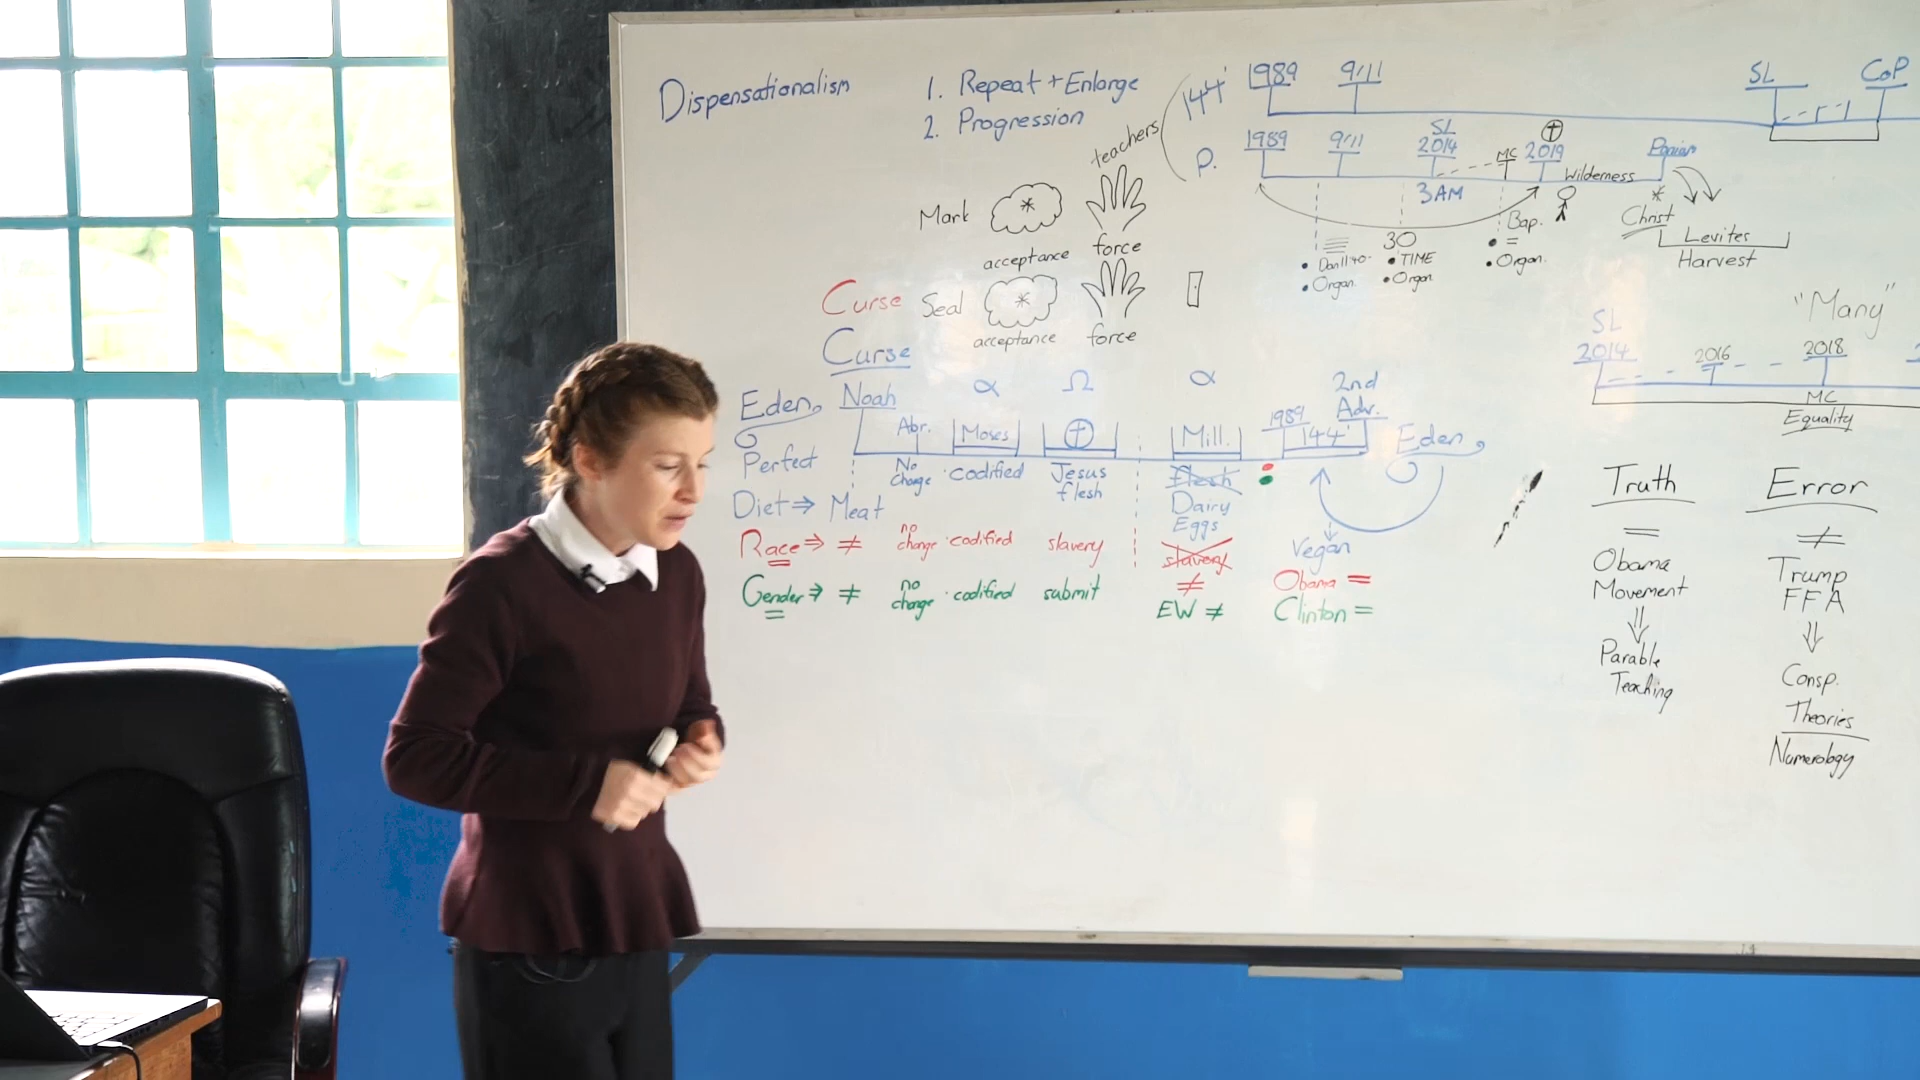 Dispensationalism
1. Repeat + Enlarge
2. Progression
teachers
144'
1989 9/11
SL CoP
P.
1989 9/11 SL 2014 MC 2019
3AM
Wilderness
Christ
Levites
Harvest
Bap.
• =
• Organ.
• Dan11:40-
• Organ
30
• TIME
• Organ
Mark
acceptance force
Curse Seal
acceptance force
Curse
"Many"
SL
2014 2016 2018
MC
Equality
α Ω α
Eden Noah Abr. Moses Mill. 1989 144' 2nd Adv. Eden
Perfect
No change · codified Jesus flesh
Flesh
Dairy
Eggs
Diet ⇒ Meat
Vegan
Race ⇒ ≠ no change · codified slavery slavery
≠
Obama =
Gender ⇒ ≠ no change · codified submit EW ≠ Clinton =
Truth
=
Obama
Movement
⇓
Parable
Teaching
Error
≠
Trump
FFA
⇓
Consp.
Theories
Numerology